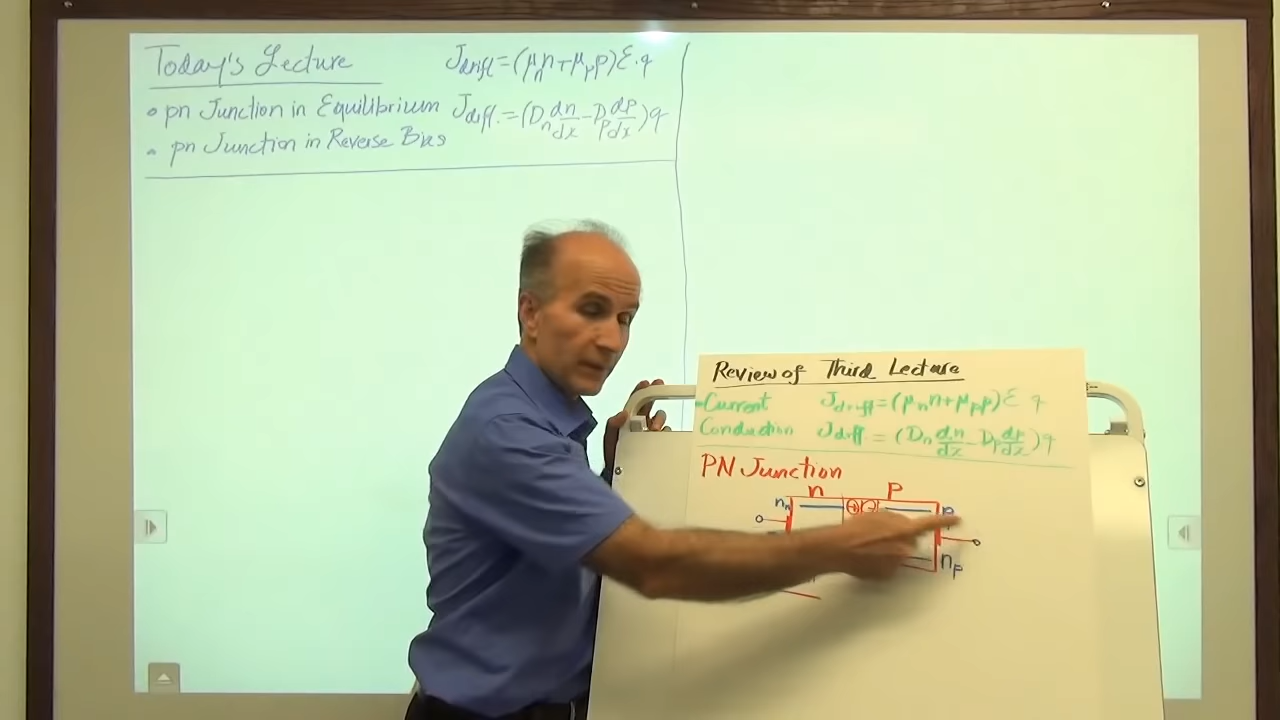 Today's Lecture
Jdrift=(μnn+μpp)ε.q
• pn Junction in Equilibrium
Jdiff.=(Dn dn/dx - Dp dp/dx)q
• pn Junction in Reverse Bias
Review of Third Lecture
Current Jdrift=(μnn+μpp)ε q
Conduction Jdiff=(Dn dn/dx - Dp dp/dx)q
PN Junction
n P
nn + -
np